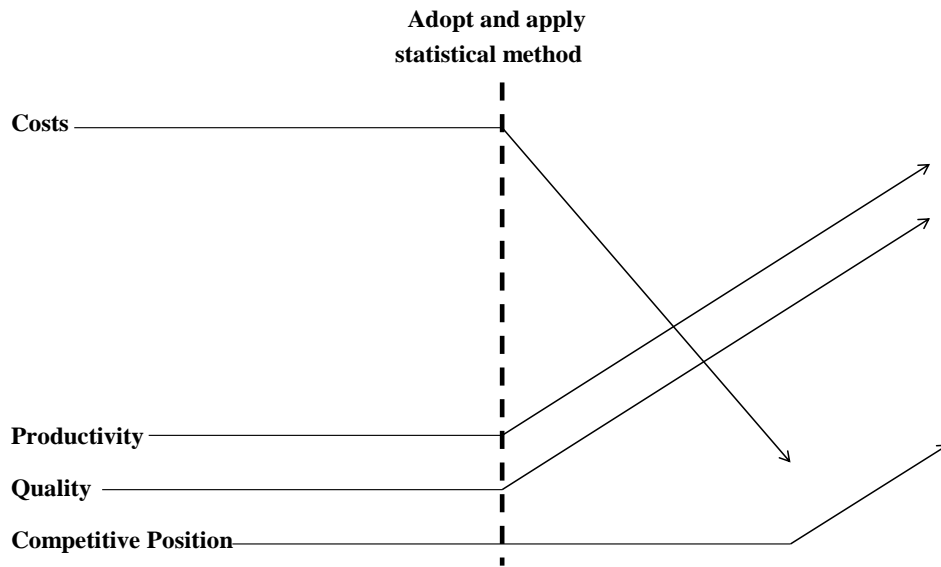 Adopt and apply
statistical method
Costs
Productivity
Quality
Competitive Position